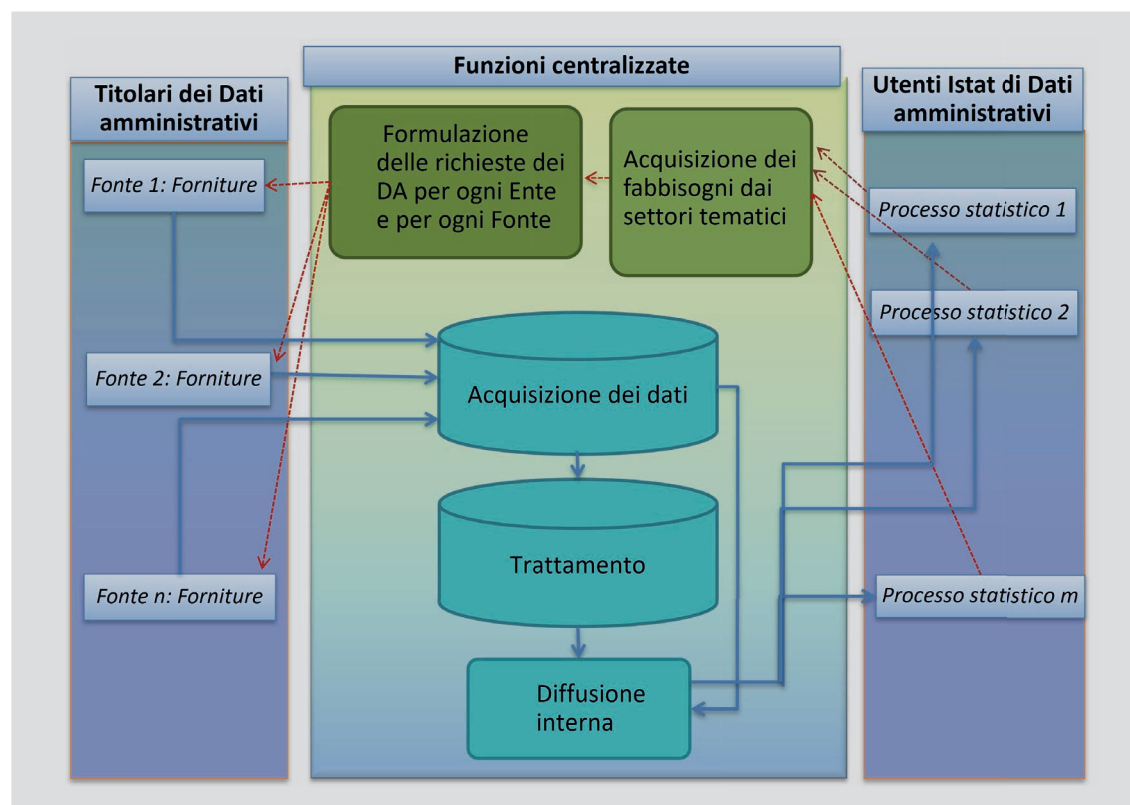 Funzioni centralizzate
Titolari dei Dati
amministrativi
Utenti Istat di Dati
amministrativi
Formulazione
delle richieste dei
DA per ogni Ente
e per ogni Fonte
Acquisizione dei
fabbisogni dai
settori tematici
Fonte 1: Forniture
Fonte 2: Forniture
Fonte n: Forniture
Processo statistico 1
Processo statistico 2
Processo statistico m
Acquisizione dei dati
Trattamento
Diffusione
interna